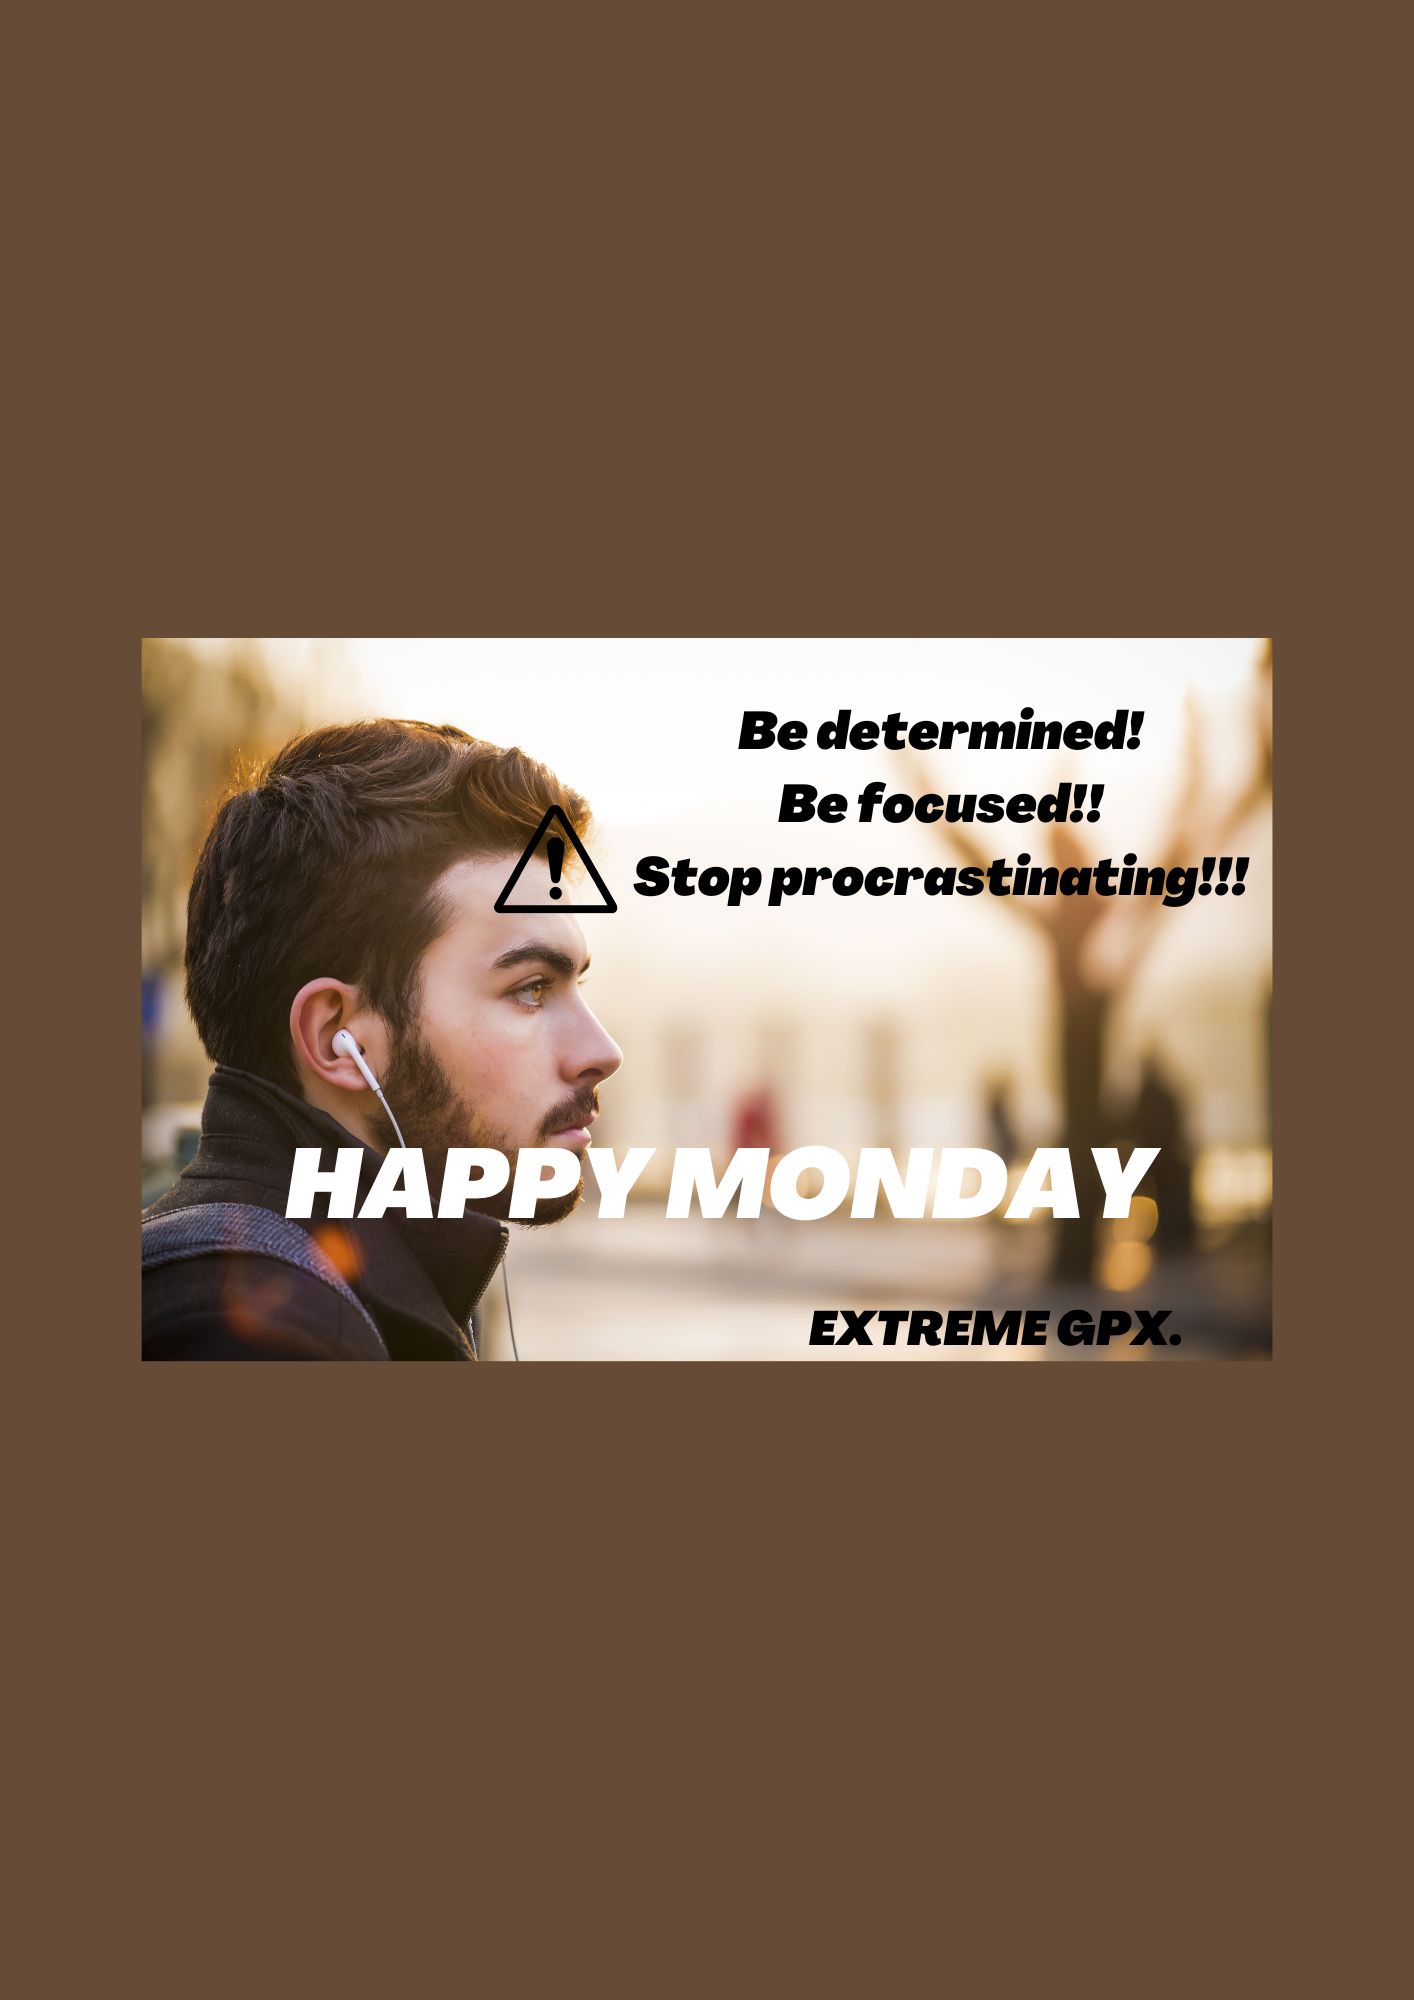 Be determined!
Be focused!!
Stop procrastinating!!!
HAPPY MONDAY
EXTREME GPX.